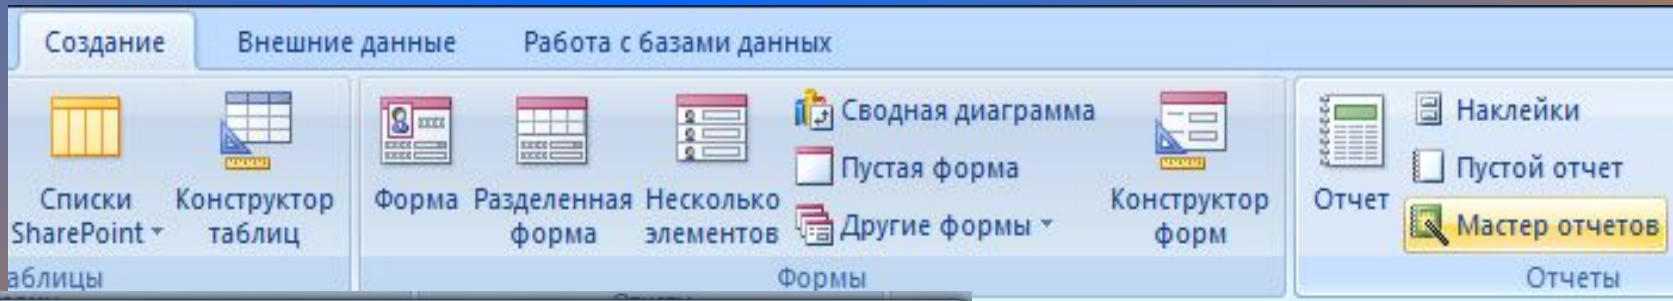 Создание Внешние данные Работа с базами данных
Списки SharePoint
Конструктор таблиц
Форма
Разделенная форма
Несколько элементов
Сводная диаграмма
Пустая форма
Другие формы
Конструктор форм
Отчет
Наклейки
Пустой отчет
Мастер отчетов
аблицы
Формы
Отчеты